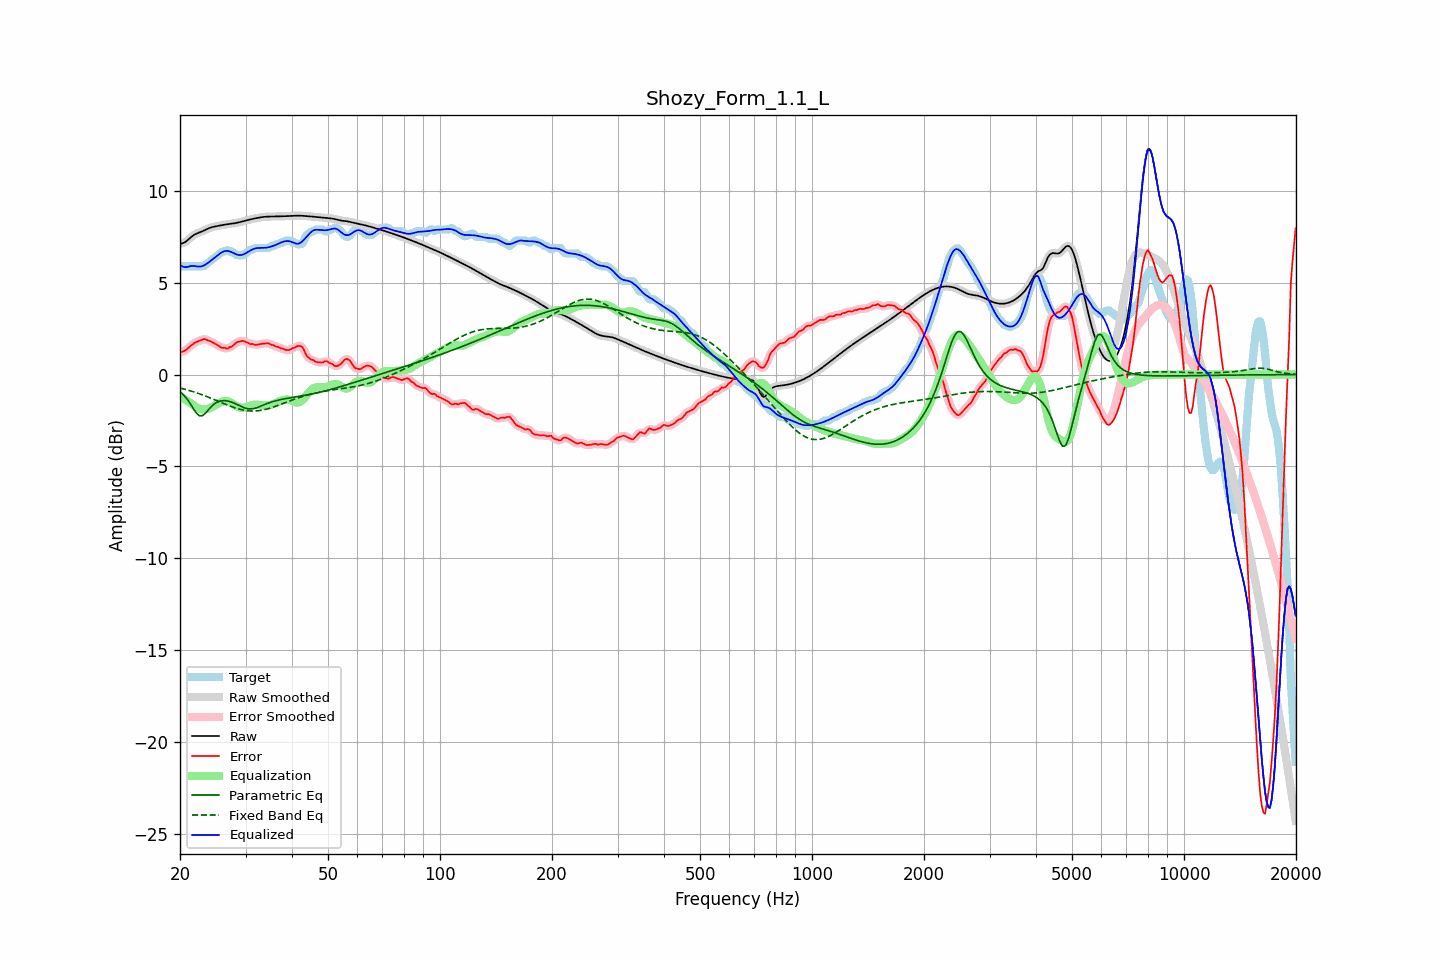 Shozy_Form_1.1_L
Amplitude (dBr)
10
5
0
−5
−10
−15
−20
−25
Target
Raw Smoothed
Error Smoothed
Raw
Error
Equalization
Parametric Eq
Fixed Band Eq
Equalized
20 50 100 200 500 1000 2000 5000 10000 20000
Frequency (Hz)